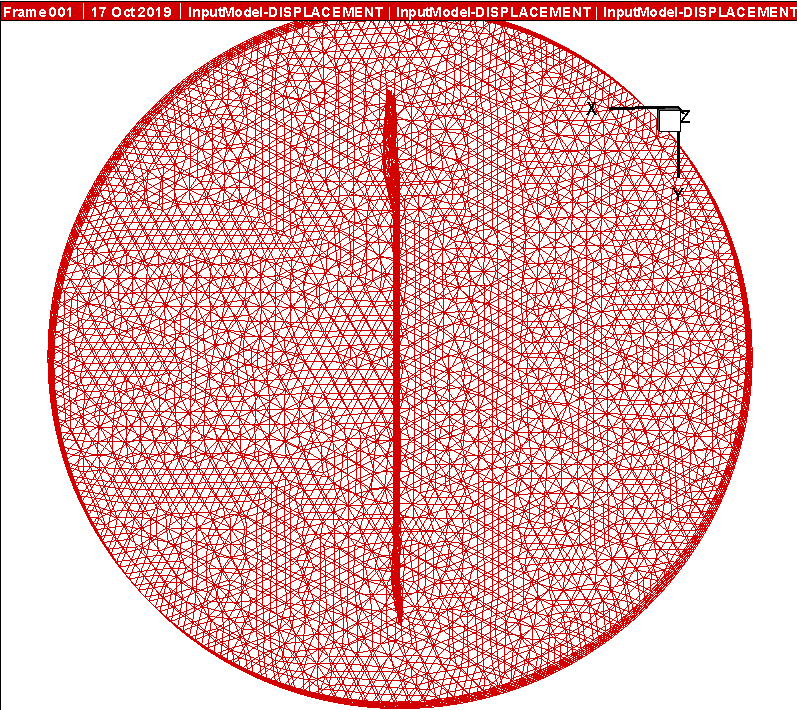 Frame 001 | 17 Oct 2019 | InputModel-DISPLACEMENT | InputModel-DISPLACEMENT | InputModel-DISPLACEMENT
X
Z
Y